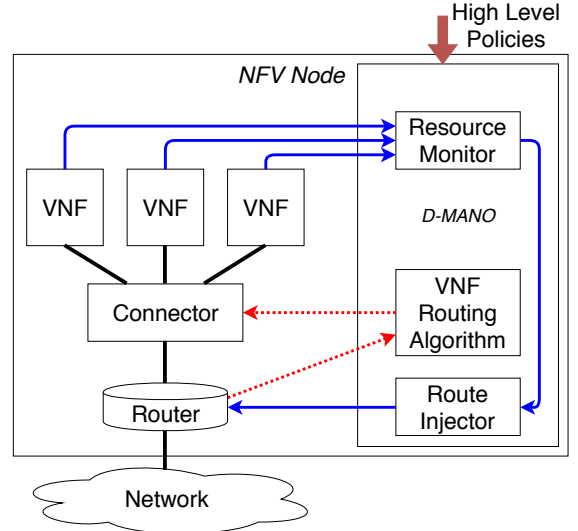 High Level
Policies
NFV Node
Resource
Monitor
VNF
VNF
VNF
D-MANO
VNF
Routing
Algorithm
Connector
Route
Injector
Router
Network